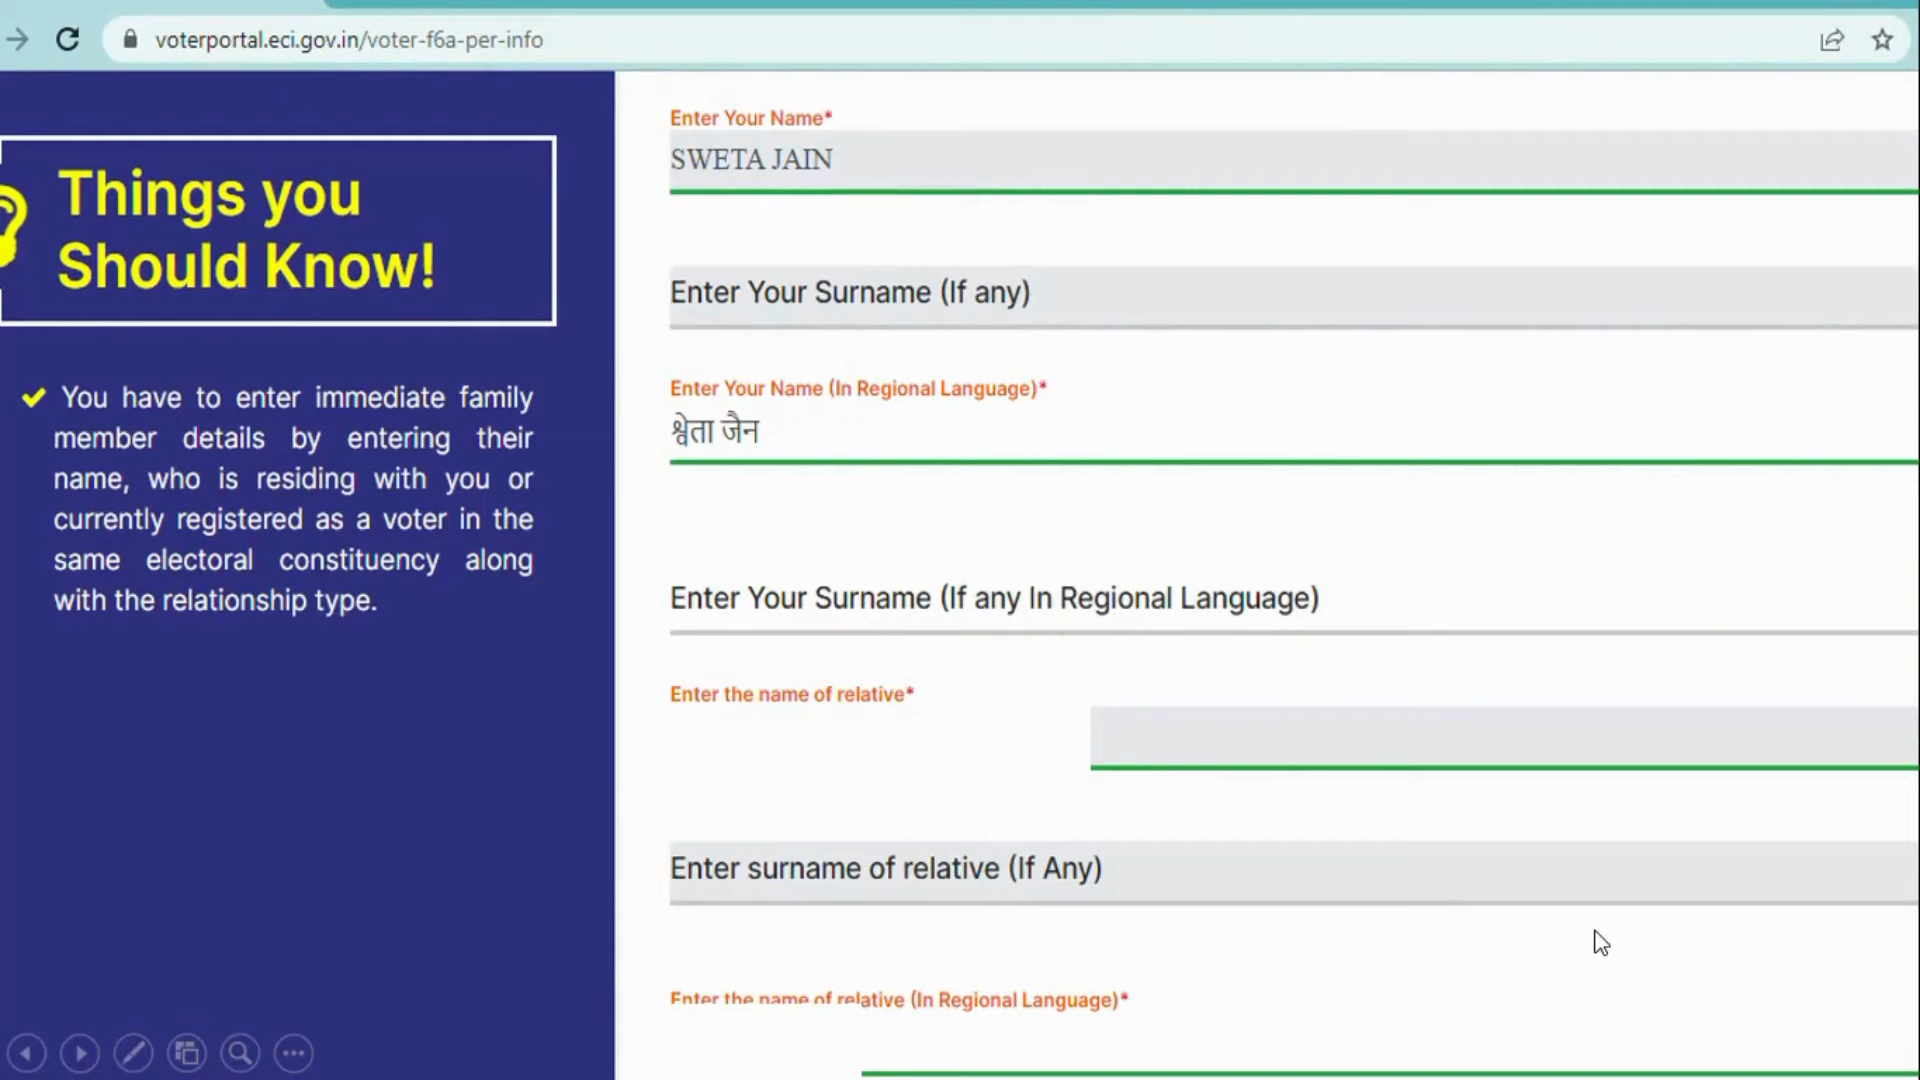 voterportal.eci.gov.in/voter-f6a-per-info
Things you
Should Know!
You have to enter immediate family
member details by entering their
name, who is residing with you or
currently registered as a voter in the
same electoral constituency along
with the relationship type.
Enter Your Name*
SWETA JAIN
Enter Your Surname (If any)
Enter Your Name (In Regional Language)*
श्वेता जैन
Enter Your Surname (If any In Regional Language)
Enter the name of relative*
Enter surname of relative (If Any)
Enter the name of relative (In Regional Language)*